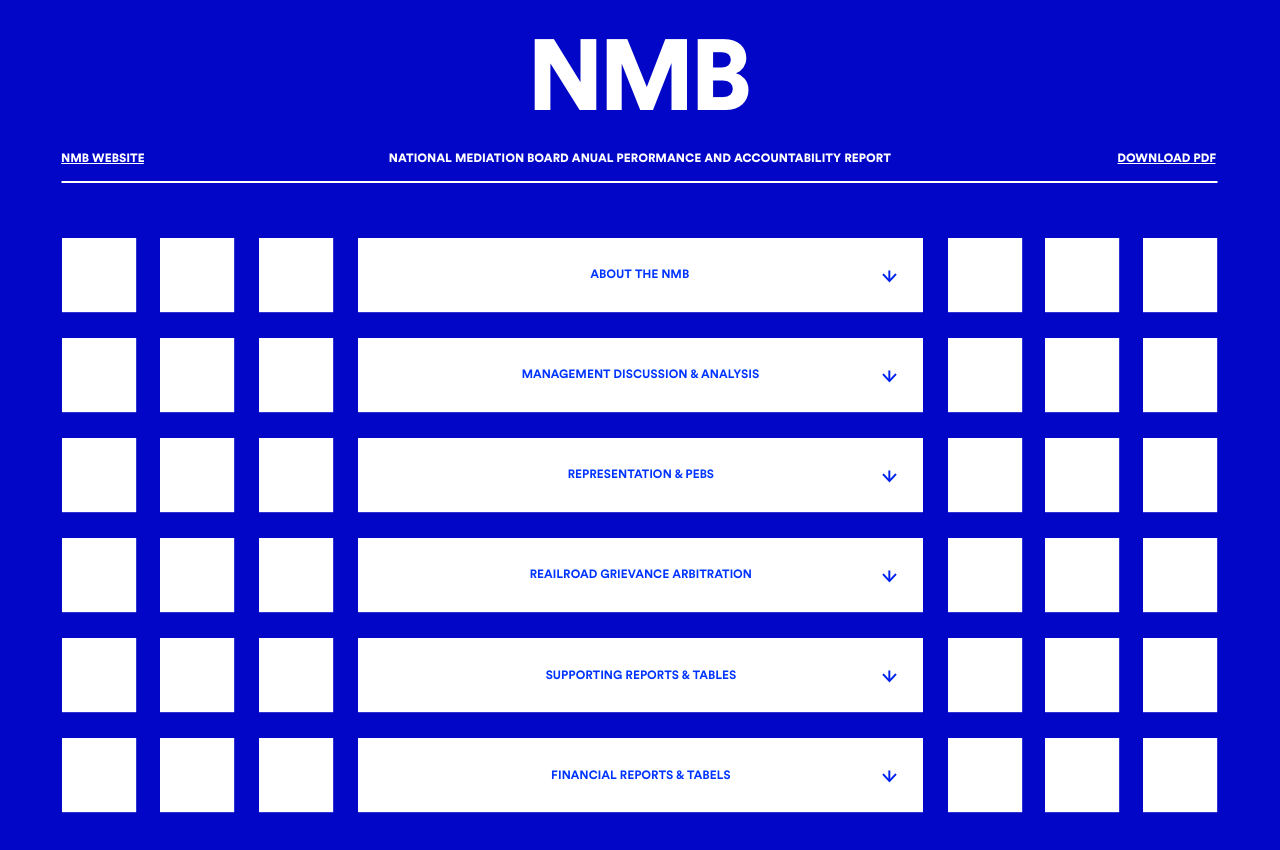 NMB
NMB WEBSITE
NATIONAL MEDIATION BOARD ANUAL PERORMANCE AND ACCOUNTABILITY REPORT
DOWNLOAD PDF
ABOUT THE NMB
MANAGEMENT DISCUSSION & ANALYSIS
REPRESENTATION & PEBS
REAILROAD GRIEVANCE ARBITRATION
SUPPORTING REPORTS & TABLES
FINANCIAL REPORTS & TABELS